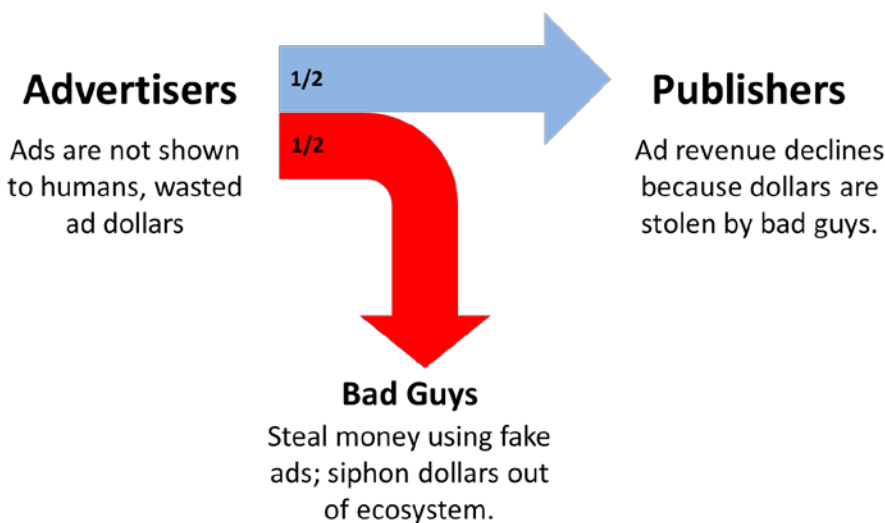 Advertisers
Ads are not shown
to humans, wasted
ad dollars
1/2
1/2
Publishers
Ad revenue declines
because dollars are
stolen by bad guys.
Bad Guys
Steal money using fake
ads; siphon dollars out
of ecosystem.